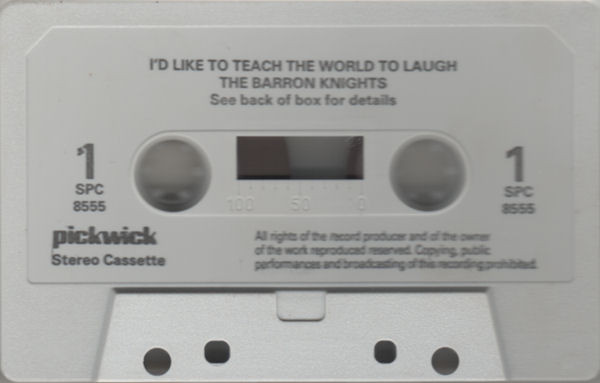 I'D LIKE TO TEACH THE WORLD TO LAUGH
THE BARRON KNIGHTS
See back of box for details
1
SPC
8555
1
SPC
8555
100 50 0
pickwick
Stereo Cassette
All rights of the record producer and of the owner
of the work reproduced reserved. Copying, public
performances and broadcasting of this recording prohibited.